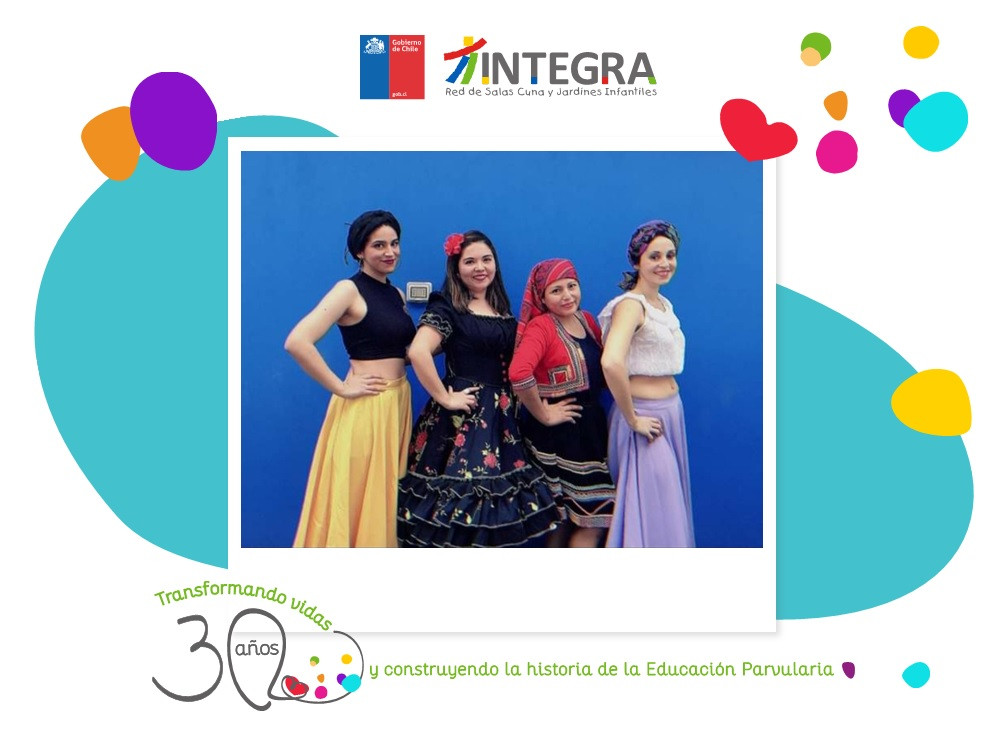 Gobierno
de Chile
gob.cl
INTEGRA
Red de Salas Cuna y Jardines Infantiles
Transformando vidas
30
años
y construyendo la historia de la Educación Parvularia